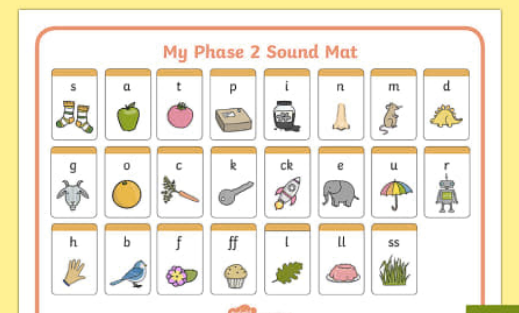 My Phase 2 Sound Mat
s a t p i n m d
g o c k ck e u r
h b f ff l ll ss